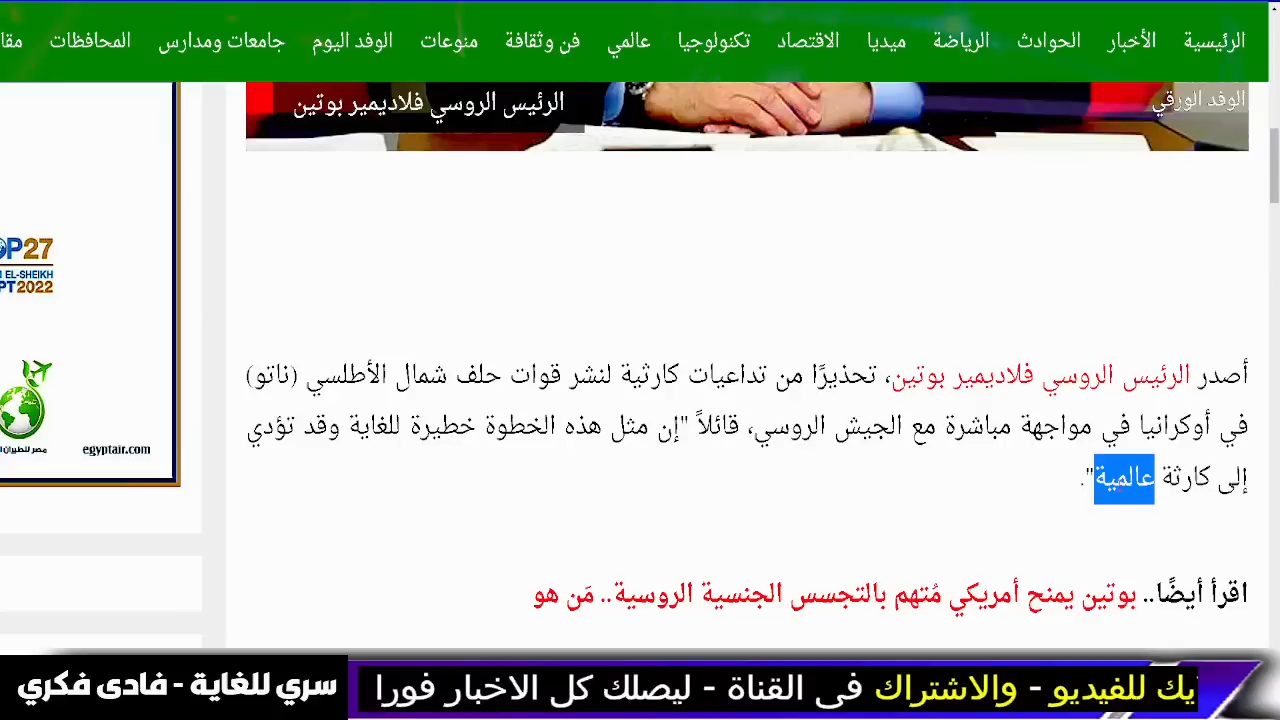 الرئيسية الأخبار الحوادث الرياضة ميديا الاقتصاد تكنولوجيا عالمي فن وثقافة منوعات الوفد اليوم جامعات ومدارس المحافظات مقا
الوفد الورقي
الرئيس الروسي فلاديمير بوتين
OP27
EL-SHEIKH
PT2022
أصدر الرئيس الروسي فلاديمير بوتين، تحذيرًا من تداعيات كارثية لنشر قوات حلف شمال الأطلسي (ناتو)
في أوكرانيا في مواجهة مباشرة مع الجيش الروسي، قائلاً "إن مثل هذه الخطوة خطيرة للغاية وقد تؤدي
إلى كارثة عالمية".
egyptair.com
مصر للطيران
اقرأ أيضًا.. بوتين يمنح أمريكي مُتهم بالتجسس الجنسية الروسية.. مَن هو
يك للفيديو - والاشتراك فى القناة - ليصلك كل الاخبار فورا
سري للغاية - فادى فكري